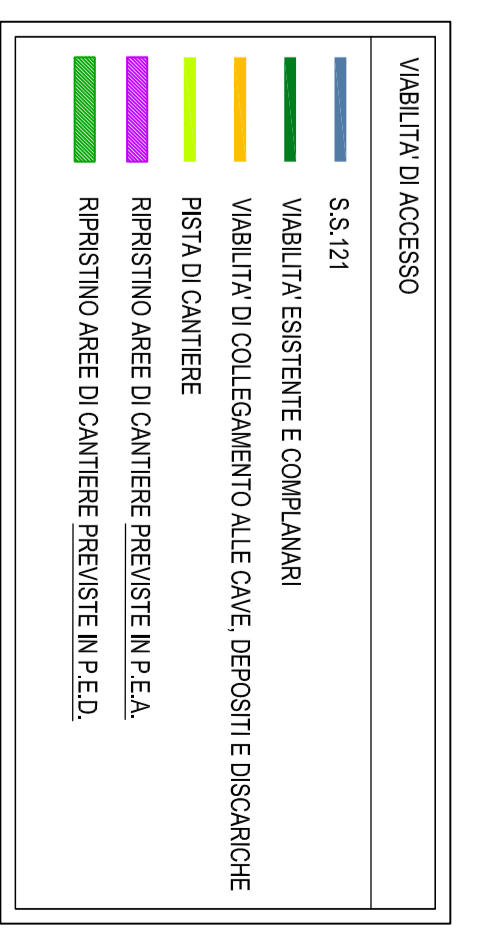 VIABILITA' DI ACCESSO
S.S.121
VIABILITA' ESISTENTE E COMPLANARI
VIABILITA' DI COLLEGAMENTO ALLE CAVE, DEPOSITI E DISCARICHE
PISTA DI CANTIERE
RIPRISTINO AREE DI CANTIERE PREVISTE IN P.E.A.
RIPRISTINO AREE DI CANTIERE PREVISTE IN P.E.D.